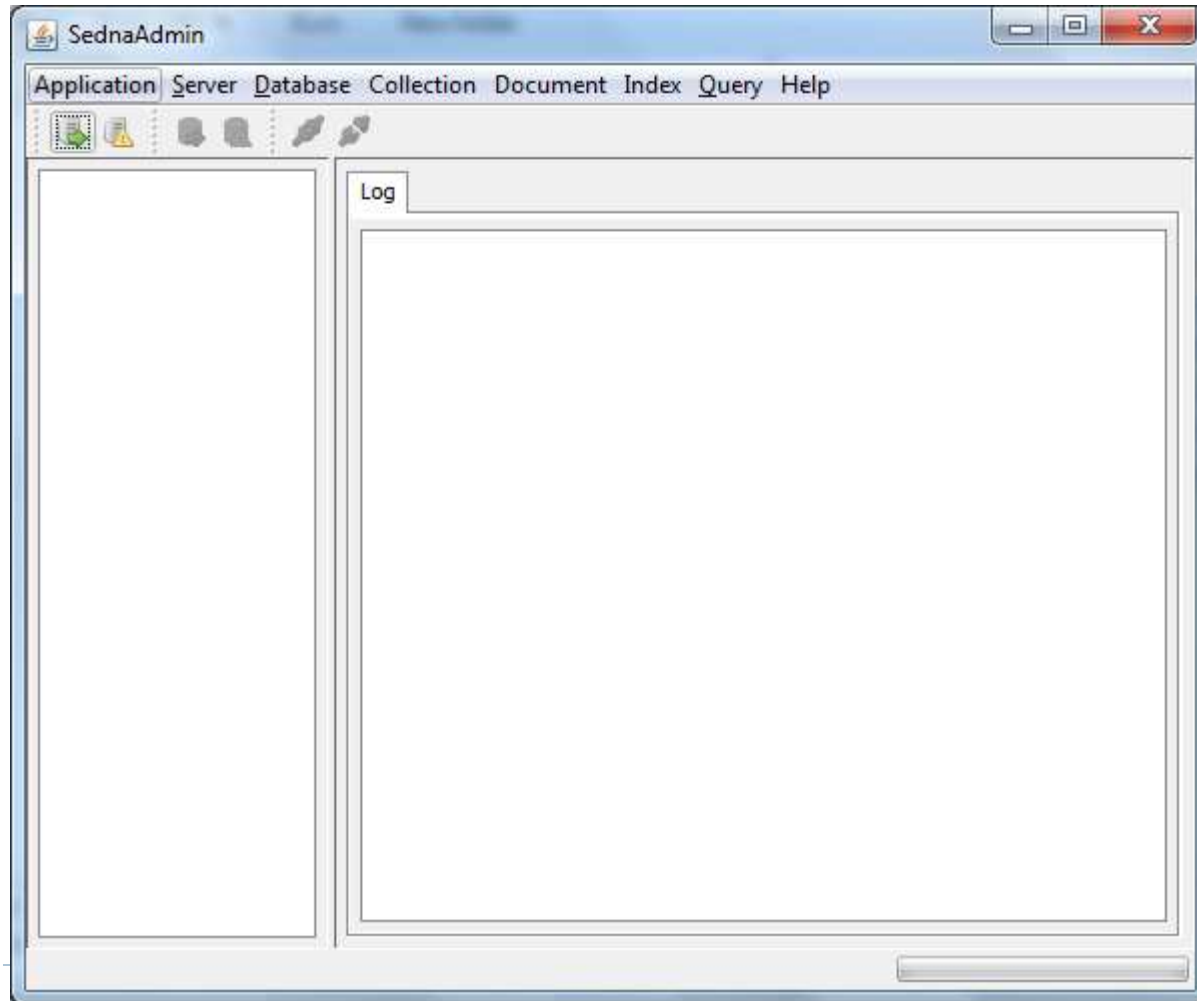 SednaAdmin
Application Server Database Collection Document Index Query Help
Log